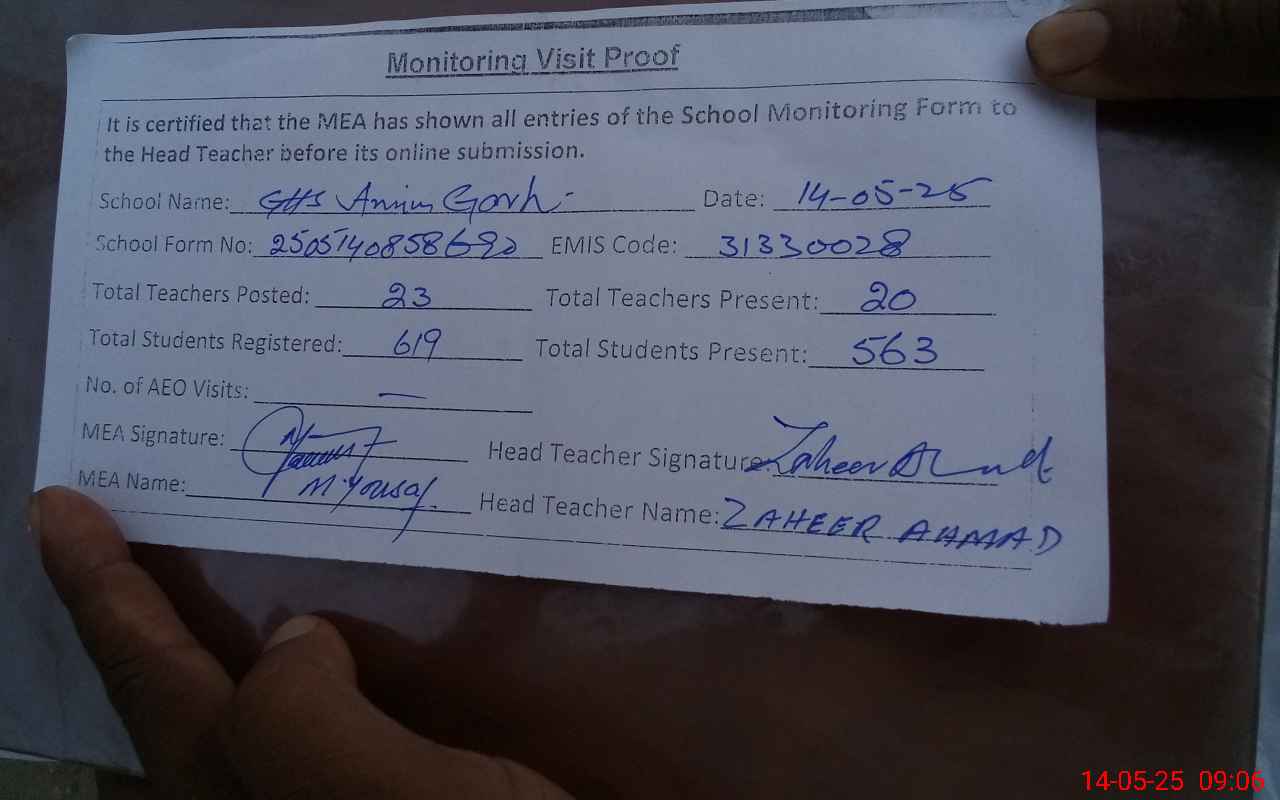 Monitoring Visit Proof
It is certified that the MEA has shown all entries of the School Monitoring Form to
the Head Teacher before its online submission.
School Name: GHS Amin Garh Date: 14-05-25
School Form No: 250514085869 EMIS Code: 31330028
Total Teachers Posted: 23 Total Teachers Present: 20
Total Students Registered: 619 Total Students Present: 563
No. of AEO Visits: —
MEA Signature: Head Teacher Signature: Zaheer Ahmad
MEA Name: M. Yousaf Head Teacher Name: ZAHEER AHMAD
14-05-25 09:06